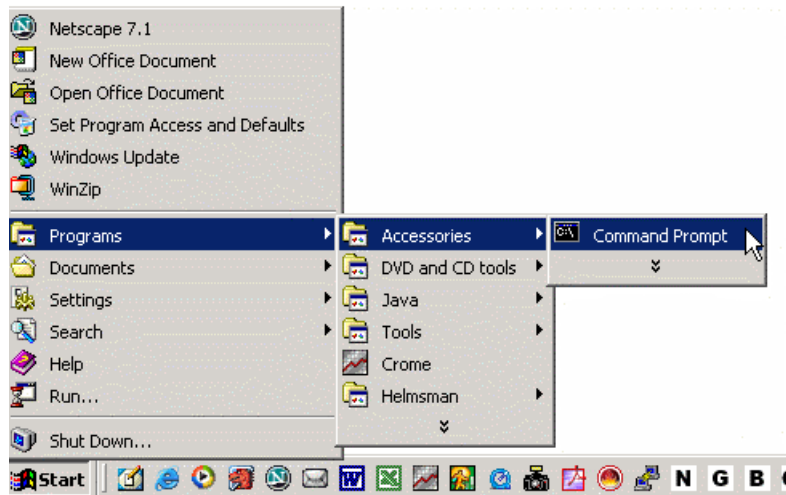 Netscape 7.1
New Office Document
Open Office Document
Set Program Access and Defaults
Windows Update
WinZip
Programs
Documents
Settings
Search
Help
Run...
Shut Down...
Accessories
DVD and CD tools
Java
Tools
Crome
Helmsman
C:\ Command Prompt
Start N G B